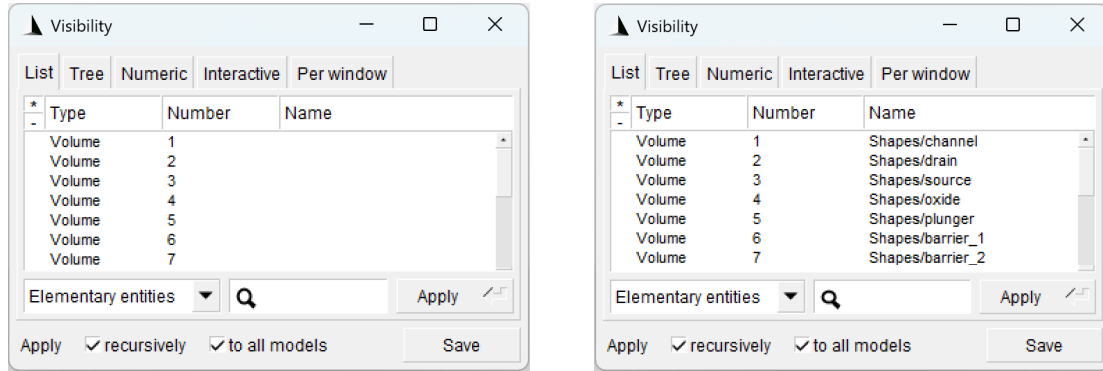 Visibility
List Tree Numeric Interactive Per window
* - Type Number Name
Volume 1
Volume 2
Volume 3
Volume 4
Volume 5
Volume 6
Volume 7
Elementary entities Apply
Apply recursively to all models Save
Visibility
List Tree Numeric Interactive Per window
* - Type Number Name
Volume 1 Shapes/channel
Volume 2 Shapes/drain
Volume 3 Shapes/source
Volume 4 Shapes/oxide
Volume 5 Shapes/plunger
Volume 6 Shapes/barrier_1
Volume 7 Shapes/barrier_2
Elementary entities Apply
Apply recursively to all models Save